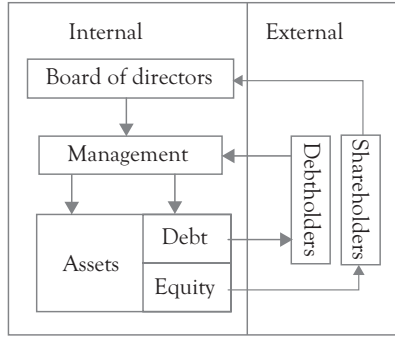 Internal
External
Board of directors
Management
Debtholders
Shareholders
Assets
Debt
Equity